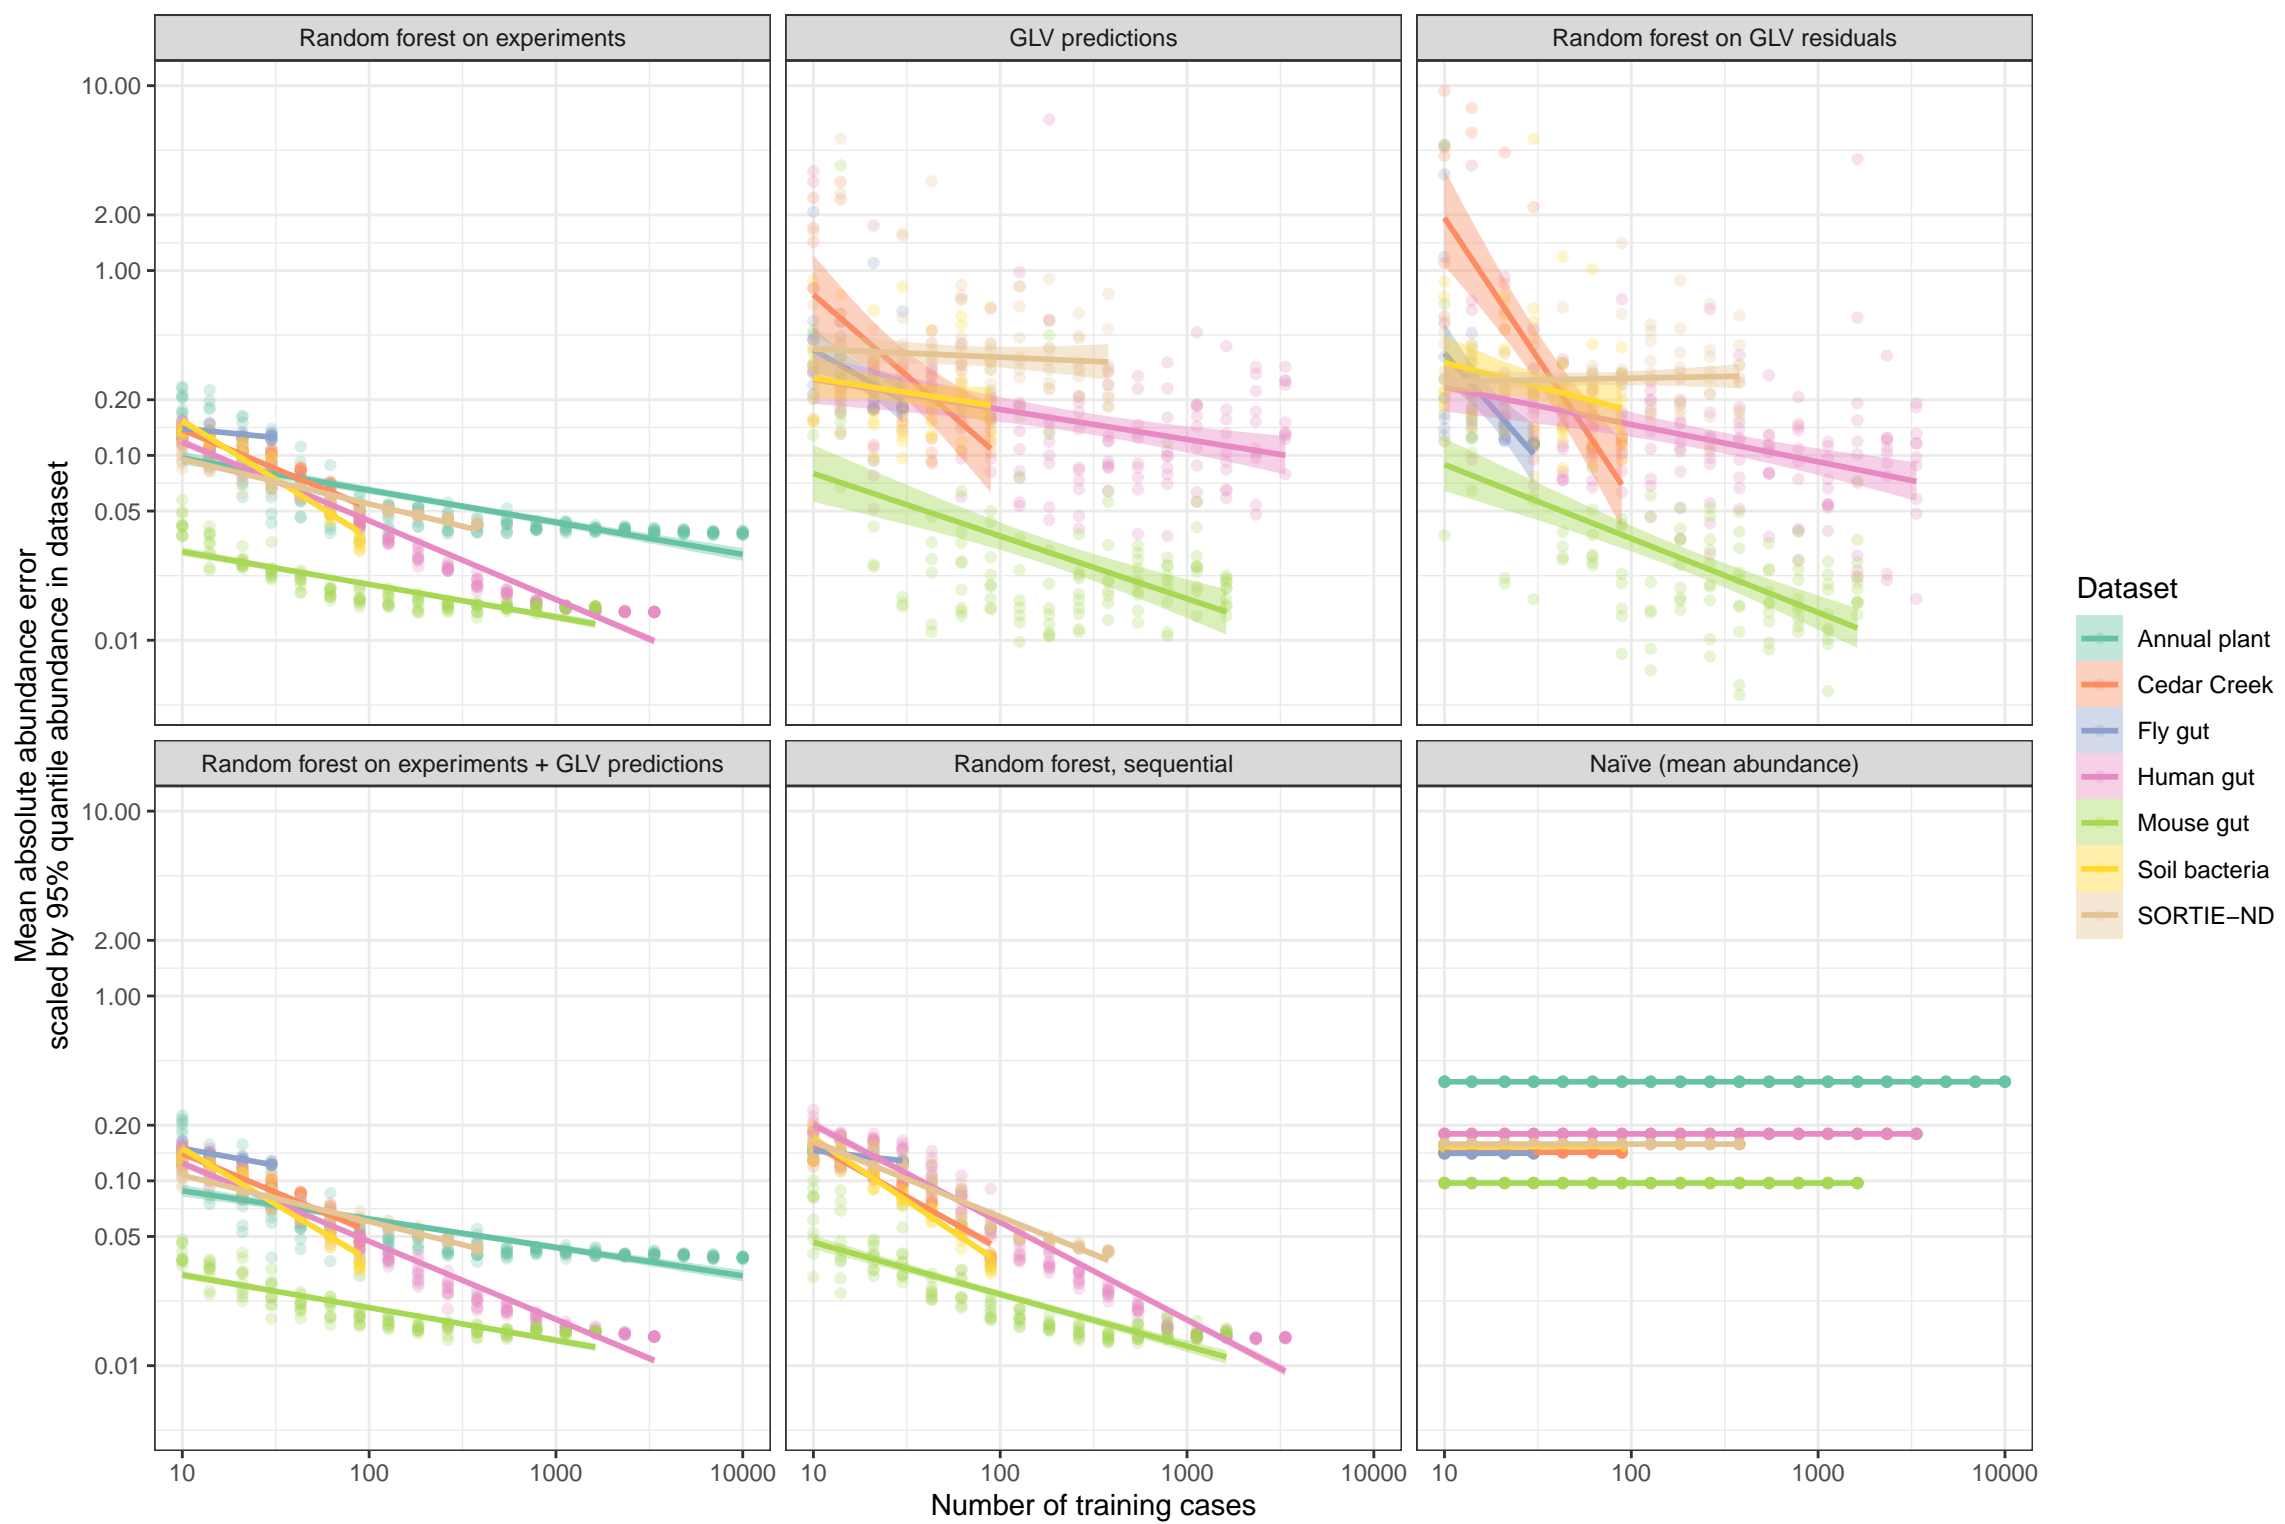 Random forest on experiments
GLV predictions
Random forest on GLV residuals
10.00
2.00
1.00
0.20
0.10
0.05
0.01
Random forest on experiments + GLV predictions
Random forest, sequential
Naïve (mean abundance)
10.00
2.00
1.00
0.20
0.10
0.05
0.01
10 100 1000 10000
10 100 1000 10000
10 100 1000 10000
Number of training cases
Mean absolute abundance error
scaled by 95% quantile abundance in dataset
Dataset
Annual plant
Cedar Creek
Fly gut
Human gut
Mouse gut
Soil bacteria
SORTIE−ND